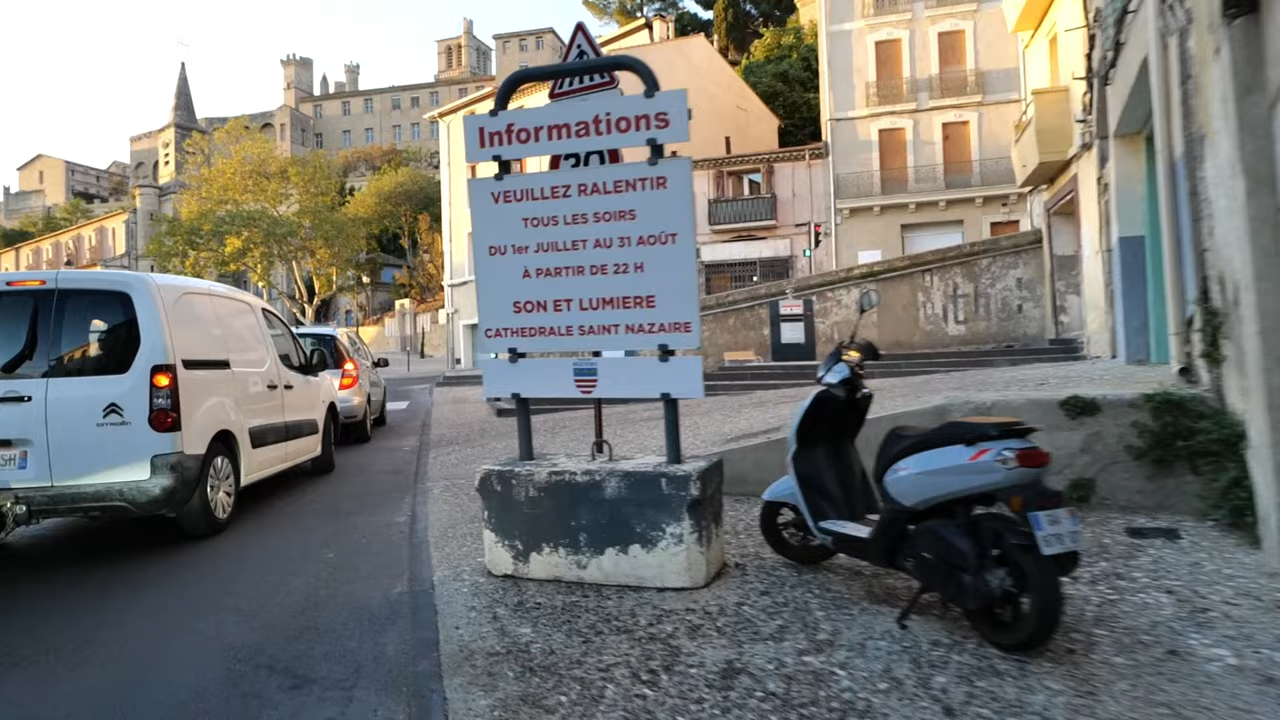 Informations
30
VEUILLEZ RALENTIR
TOUS LES SOIRS
DU 1er JUILLET AU 31 AOÛT
À PARTIR DE 22 H
SON ET LUMIERE
CATHEDRALE SAINT NAZAIRE
CITROËN